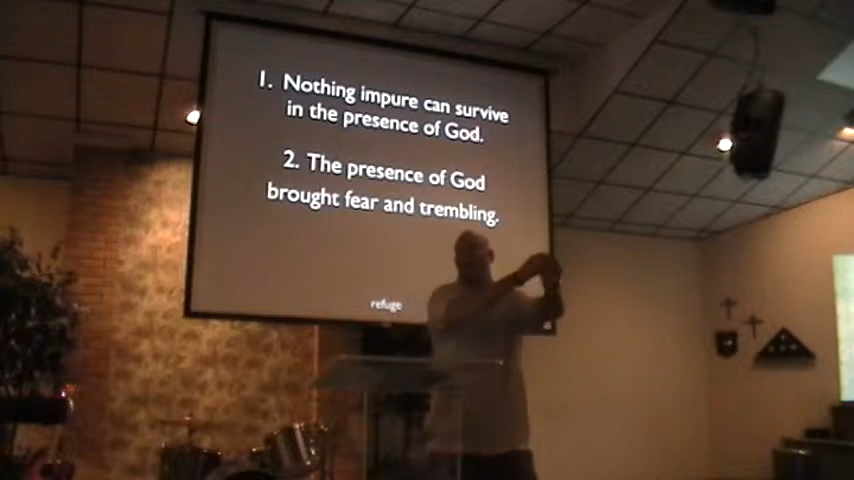 1. Nothing impure can survive
in the presence of God.
2. The presence of God
brought fear and trembling.
refuge